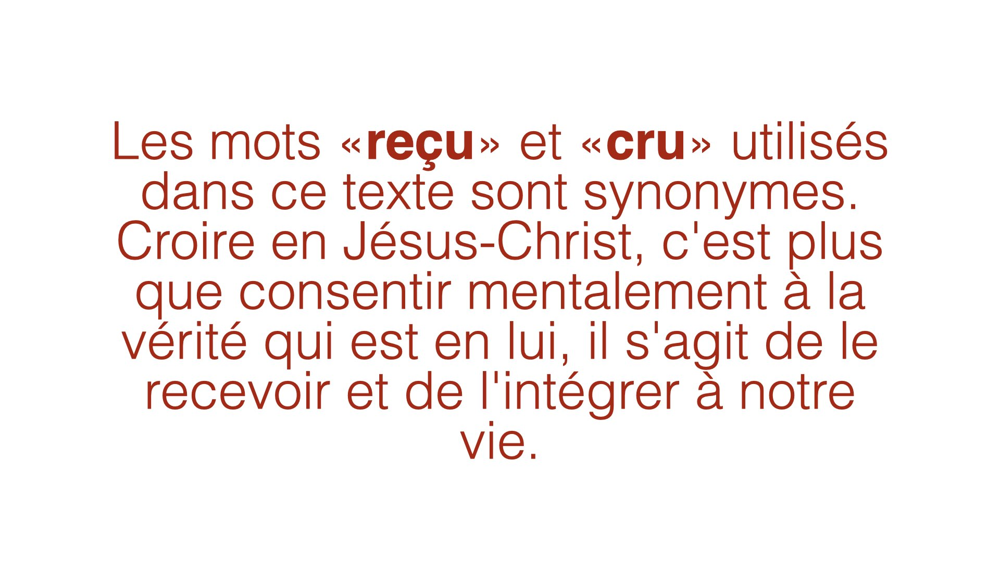 Les mots «reçu» et «cru» utilisés
dans ce texte sont synonymes.
Croire en Jésus-Christ, c'est plus
que consentir mentalement à la
vérité qui est en lui, il s'agit de le
recevoir et de l'intégrer à notre
vie.